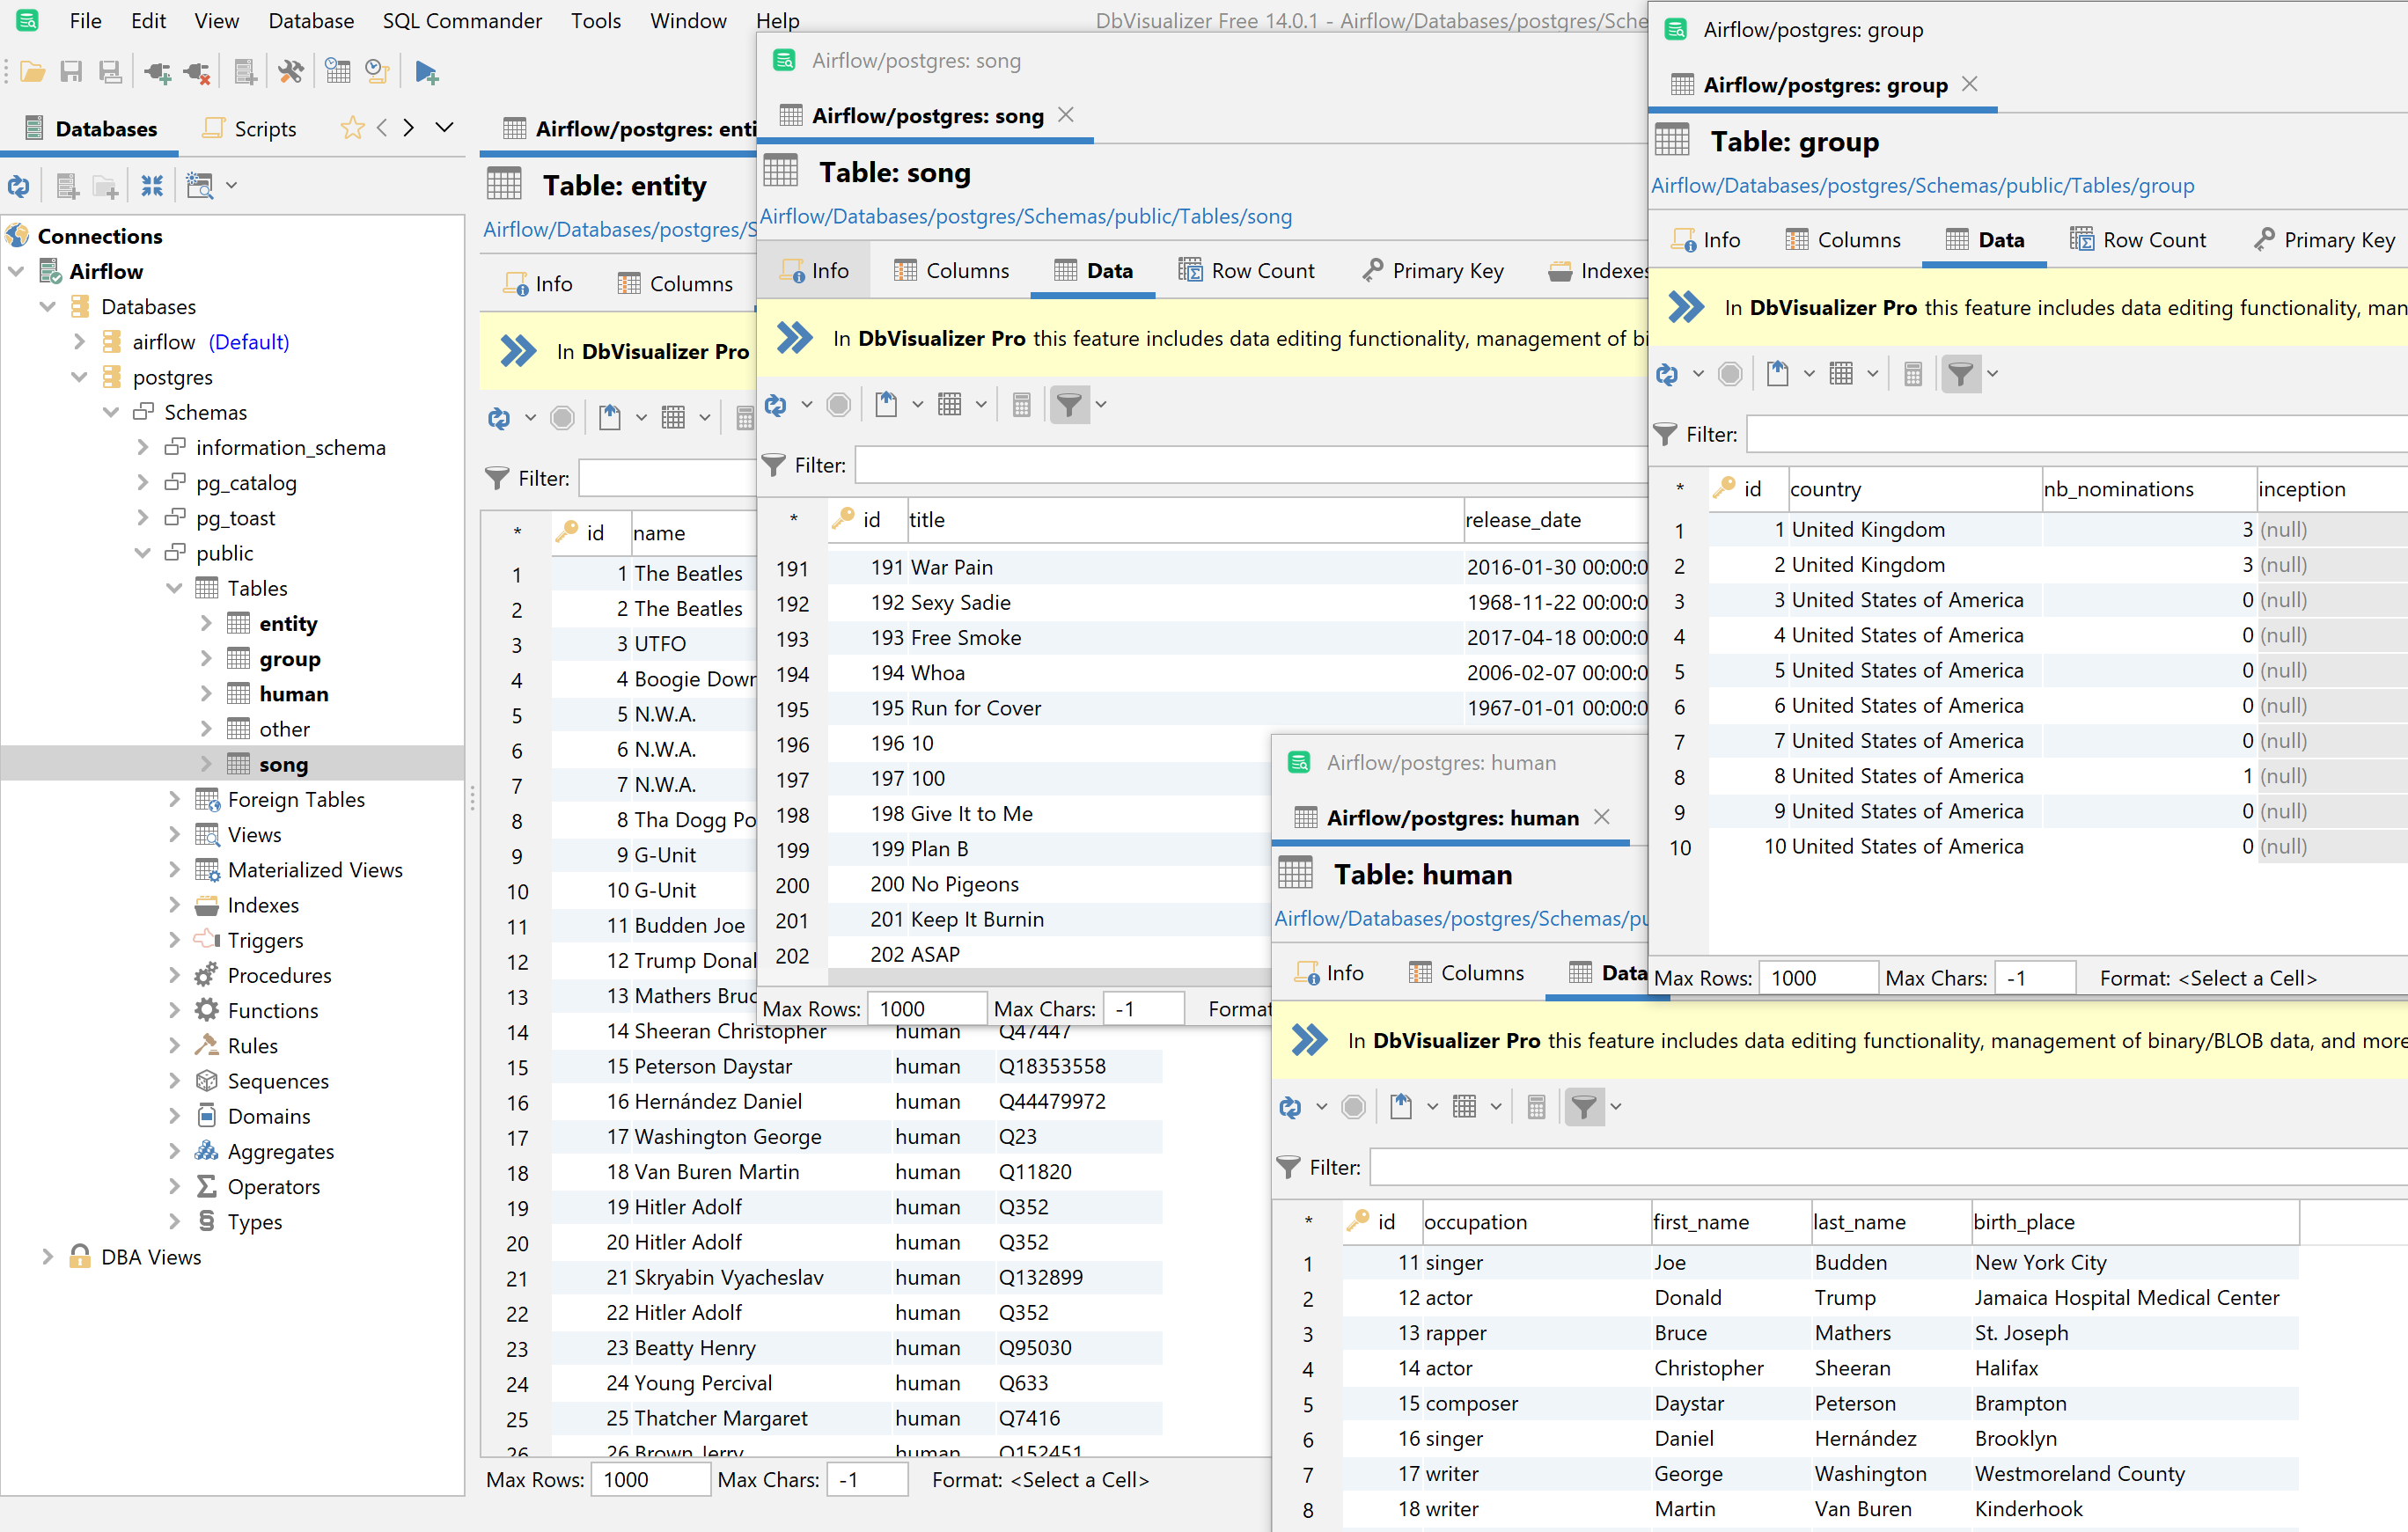 File Edit View Database SQL Commander Tools Window Help
DbVisualizer Free 14.0.1 - Airflow/Databases/postgres/Sche
Databases Scripts
Connections
Airflow
Databases
airflow (Default)
postgres
Schemas
information_schema
pg_catalog
pg_toast
public
Tables
entity
group
human
other
song
Foreign Tables
Views
Materialized Views
Indexes
Triggers
Procedures
Functions
Rules
Sequences
Domains
Aggregates
Operators
Types
DBA Views
Airflow/postgres: enti
Table: entity
Airflow/Databases/postgres/S
Info Columns
In DbVisualizer Pro
Filter:
* id name
1 1 The Beatles
2 2 The Beatles
3 3 UTFO
4 4 Boogie Down
5 5 N.W.A.
6 6 N.W.A.
7 7 N.W.A.
8 8 Tha Dogg Po
9 9 G-Unit
10 10 G-Unit
11 11 Budden Joe
12 12 Trump Donal
13 13 Mathers Bruc
14 14 Sheeran Christopher human Q47447
15 15 Peterson Daystar human Q18353558
16 16 Hernández Daniel human Q44479972
17 17 Washington George human Q23
18 18 Van Buren Martin human Q11820
19 19 Hitler Adolf human Q352
20 20 Hitler Adolf human Q352
21 21 Skryabin Vyacheslav human Q132899
22 22 Hitler Adolf human Q352
23 23 Beatty Henry human Q95030
24 24 Young Percival human Q633
25 25 Thatcher Margaret human Q7416
26 26 Brown Jerry human Q152451
Max Rows: 1000 Max Chars: -1 Format: <Select a Cell>
Airflow/postgres: song
Airflow/postgres: song
Table: song
Airflow/Databases/postgres/Schemas/public/Tables/song
Info Columns Data Row Count Primary Key Indexes
In DbVisualizer Pro this feature includes data editing functionality, management of bi
Filter:
* id title release_date
191 191 War Pain 2016-01-30 00:00:0
192 192 Sexy Sadie 1968-11-22 00:00:0
193 193 Free Smoke 2017-04-18 00:00:0
194 194 Whoa 2006-02-07 00:00:0
195 195 Run for Cover 1967-01-01 00:00:0
196 196 10
197 197 100
198 198 Give It to Me
199 199 Plan B
200 200 No Pigeons
201 201 Keep It Burnin
202 202 ASAP
Max Rows: 1000 Max Chars: -1 Format
Airflow/postgres: group
Airflow/postgres: group
Table: group
Airflow/Databases/postgres/Schemas/public/Tables/group
Info Columns Data Row Count Primary Key
In DbVisualizer Pro this feature includes data editing functionality, man
Filter:
* id country nb_nominations inception
1 1 United Kingdom 3 (null)
2 2 United Kingdom 3 (null)
3 3 United States of America 0 (null)
4 4 United States of America 0 (null)
5 5 United States of America 0 (null)
6 6 United States of America 0 (null)
7 7 United States of America 0 (null)
8 8 United States of America 1 (null)
9 9 United States of America 0 (null)
10 10 United States of America 0 (null)
Max Rows: 1000 Max Chars: -1 Format: <Select a Cell>
Airflow/postgres: human
Airflow/postgres: human
Table: human
Airflow/Databases/postgres/Schemas/pu
Info Columns Data
In DbVisualizer Pro this feature includes data editing functionality, management of binary/BLOB data, and more
Filter:
* id occupation first_name last_name birth_place
1 11 singer Joe Budden New York City
2 12 actor Donald Trump Jamaica Hospital Medical Center
3 13 rapper Bruce Mathers St. Joseph
4 14 actor Christopher Sheeran Halifax
5 15 composer Daystar Peterson Brampton
6 16 singer Daniel Hernández Brooklyn
7 17 writer George Washington Westmoreland County
8 18 writer Martin Van Buren Kinderhook